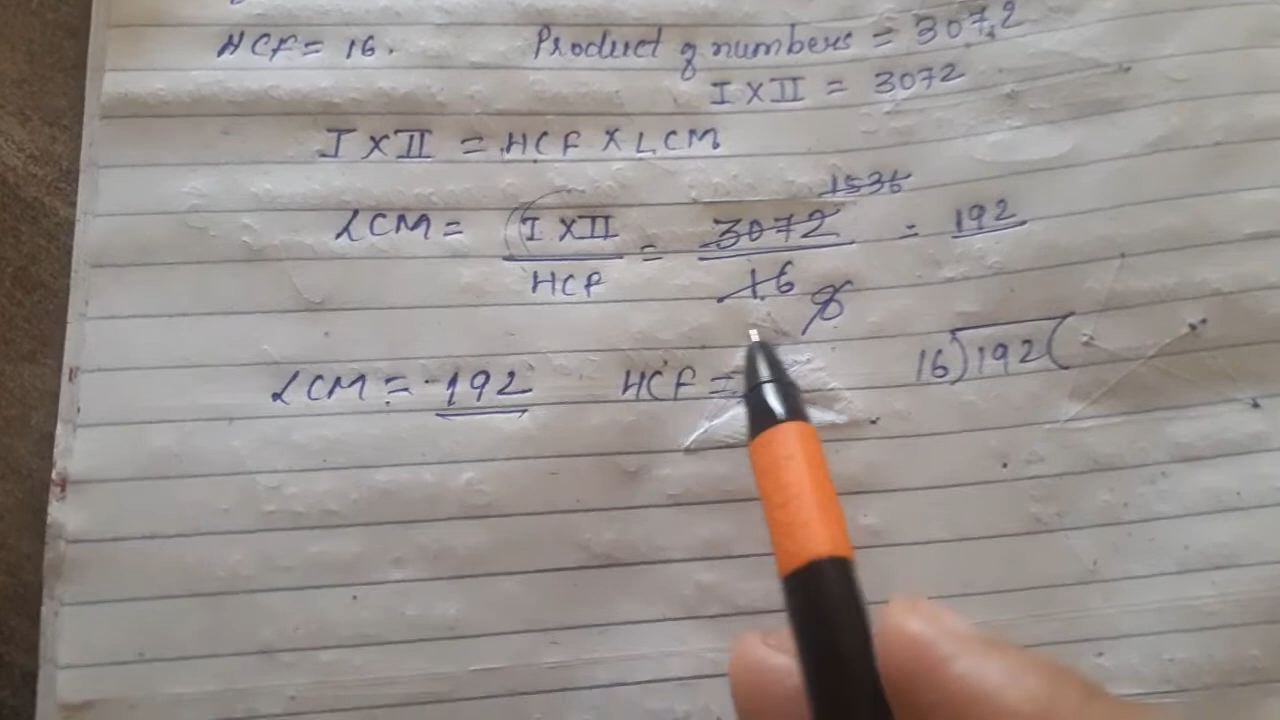 HCF = 16. Product of numbers = 3072
I X II = 3072
I X II = HCF X LCM
1536
LCM = I X II / HCF = 3072 / 16 8 = 192
LCM = 192 HCF = 16)192(